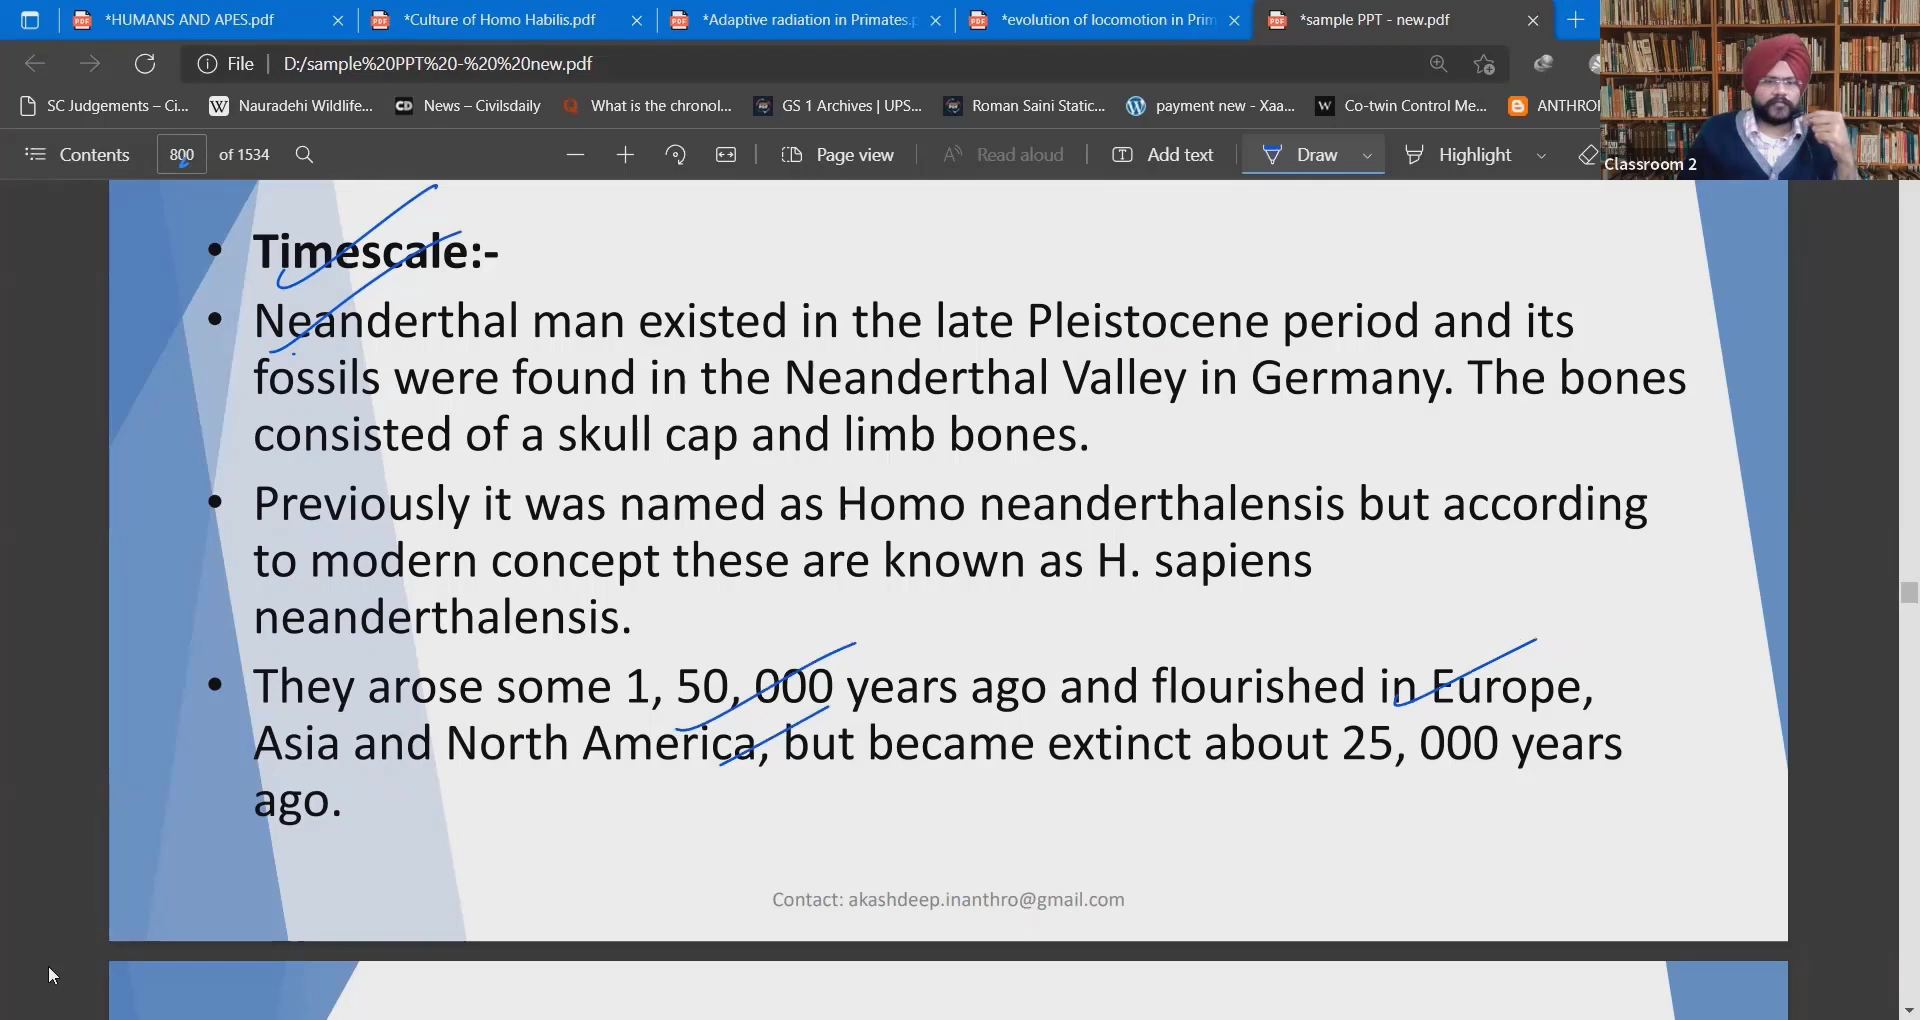 *HUMANS AND APES.pdf
*Culture of Homo Habilis.pdf
*Adaptive radiation in Primates.p
*evolution of locomotion in Prim
*sample PPT - new.pdf
File D:/sample%20PPT%20-%20%20new.pdf
SC Judgements – Ci...
Nauradehi Wildlife...
News – Civilsdaily
What is the chronol...
GS 1 Archives | UPS...
Roman Saini Static...
payment new - Xaa...
Co-twin Control Me...
ANTHRO
Contents 800 of 1534 Page view Read aloud Add text Draw Highlight
Classroom 2
• Timescale:-
• Neanderthal man existed in the late Pleistocene period and its
fossils were found in the Neanderthal Valley in Germany. The bones
consisted of a skull cap and limb bones.
• Previously it was named as Homo neanderthalensis but according
to modern concept these are known as H. sapiens
neanderthalensis.
• They arose some 1, 50, 000 years ago and flourished in Europe,
Asia and North America, but became extinct about 25, 000 years
ago.
Contact: akashdeep.inanthro@gmail.com